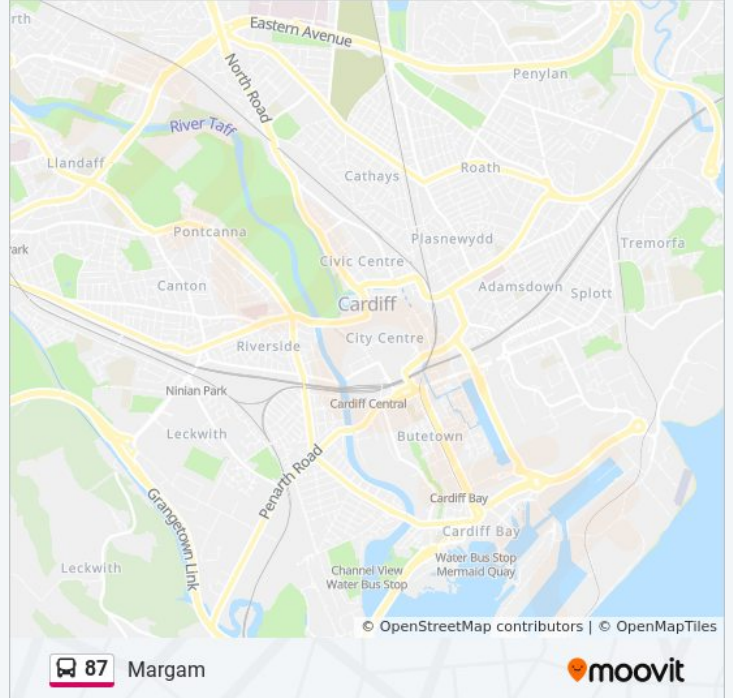 rth
Eastern Avenue
North Road
Penylan
River Taff
Llandaff
Cathays
Roath
Pontcanna
Plasnewydd
ark
Civic Centre
Tremorfa
Canton
Cardiff
Adamsdown
Splott
City Centre
Riverside
Ninian Park
Cardiff Central
Leckwith
Butetown
Penarth Road
Grangetown Link
Cardiff Bay
Cardiff Bay
Water Bus Stop
Mermaid Quay
Leckwith
Channel View
Water Bus Stop
© OpenStreetMap contributors | © OpenMapTiles
87 Margam
moovit